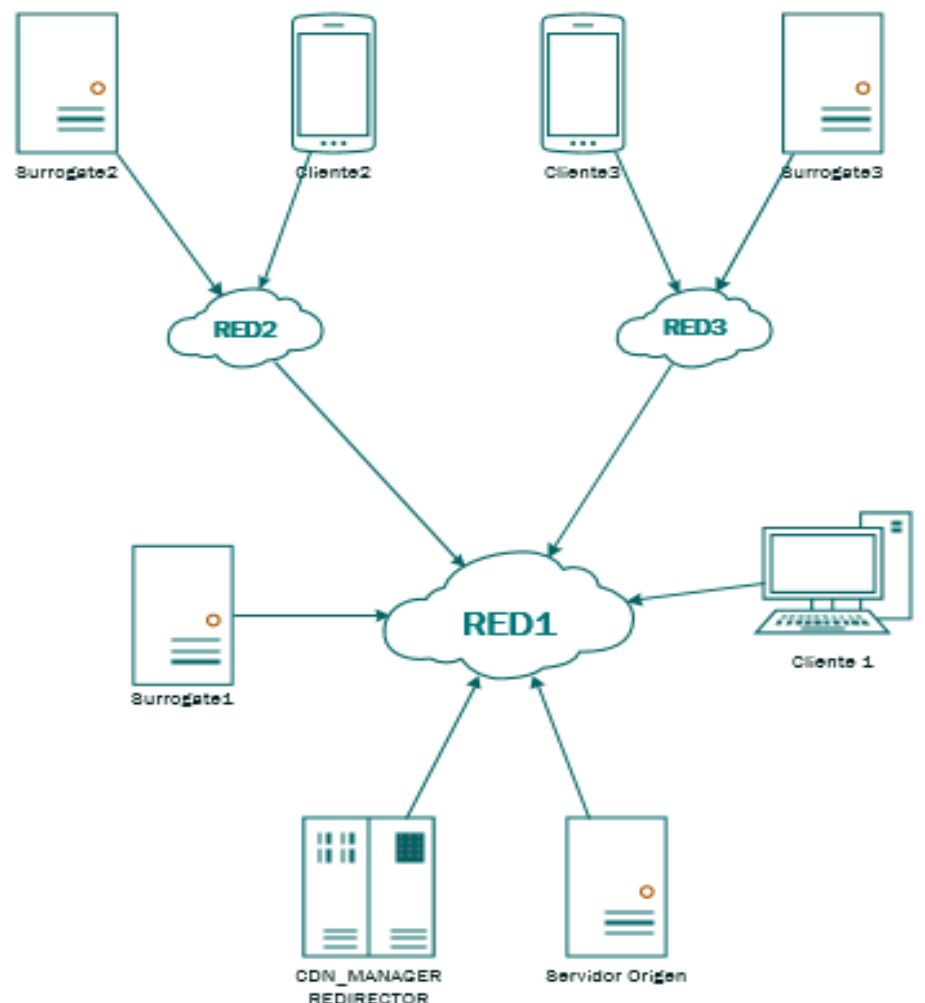 Surrogate2
Cliente2
Cliente3
Surrogate3
RED2
RED3
RED1
Surrogate1
Cliente 1
CDN_MANAGER
REDIRECTOR
Servidor Origen